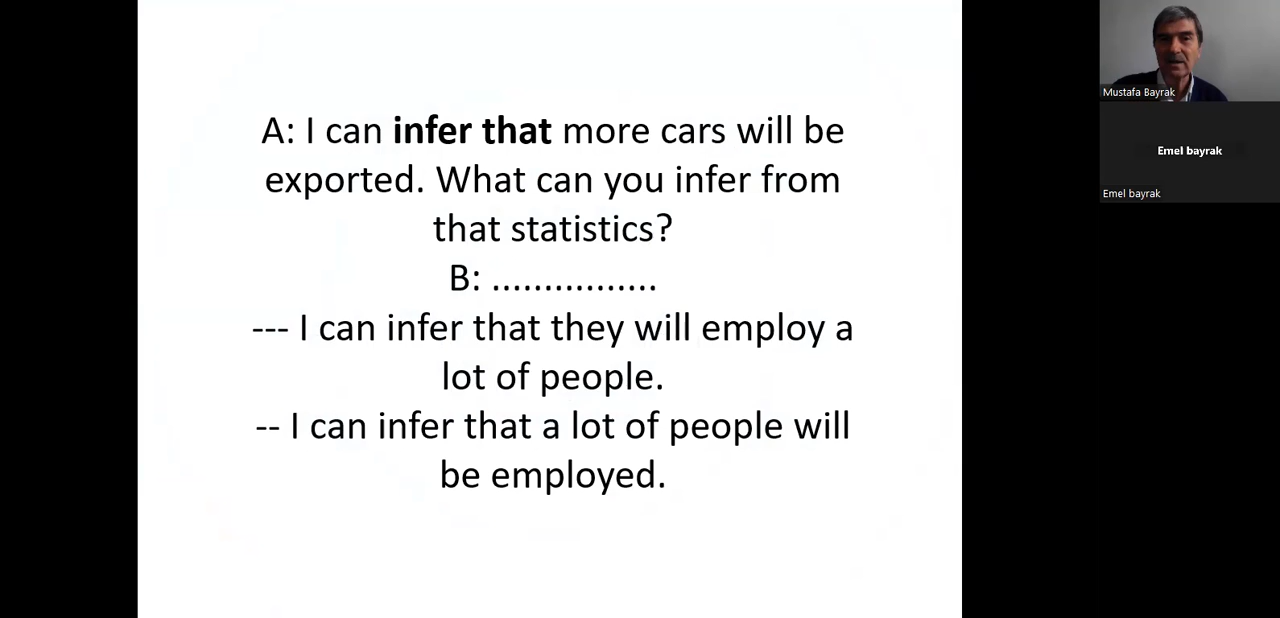 A: I can infer that more cars will be
exported. What can you infer from
that statistics?
B: ................
--- I can infer that they will employ a
lot of people.
-- I can infer that a lot of people will
be employed.
Mustafa Bayrak
Emel bayrak
Emel bayrak